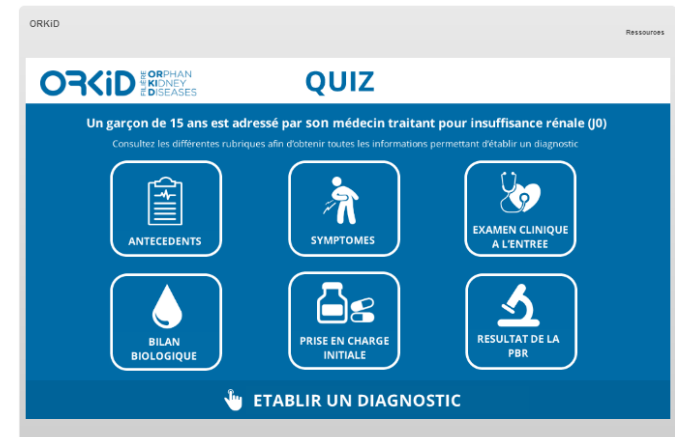 ORKiD
Ressources
ORKiD FILIÈRE ORPHAN
KIDNEY
DISEASES
QUIZ
Un garçon de 15 ans est adressé par son médecin traitant pour insuffisance rénale (J0)
Consultez les différentes rubriques afin d'obtenir toutes les informations permettant d'établir un diagnostic
ANTECEDENTS
SYMPTOMES
EXAMEN CLINIQUE
A L'ENTREE
BILAN
BIOLOGIQUE
PRISE EN CHARGE
INITIALE
RESULTAT DE LA
PBR
ETABLIR UN DIAGNOSTIC